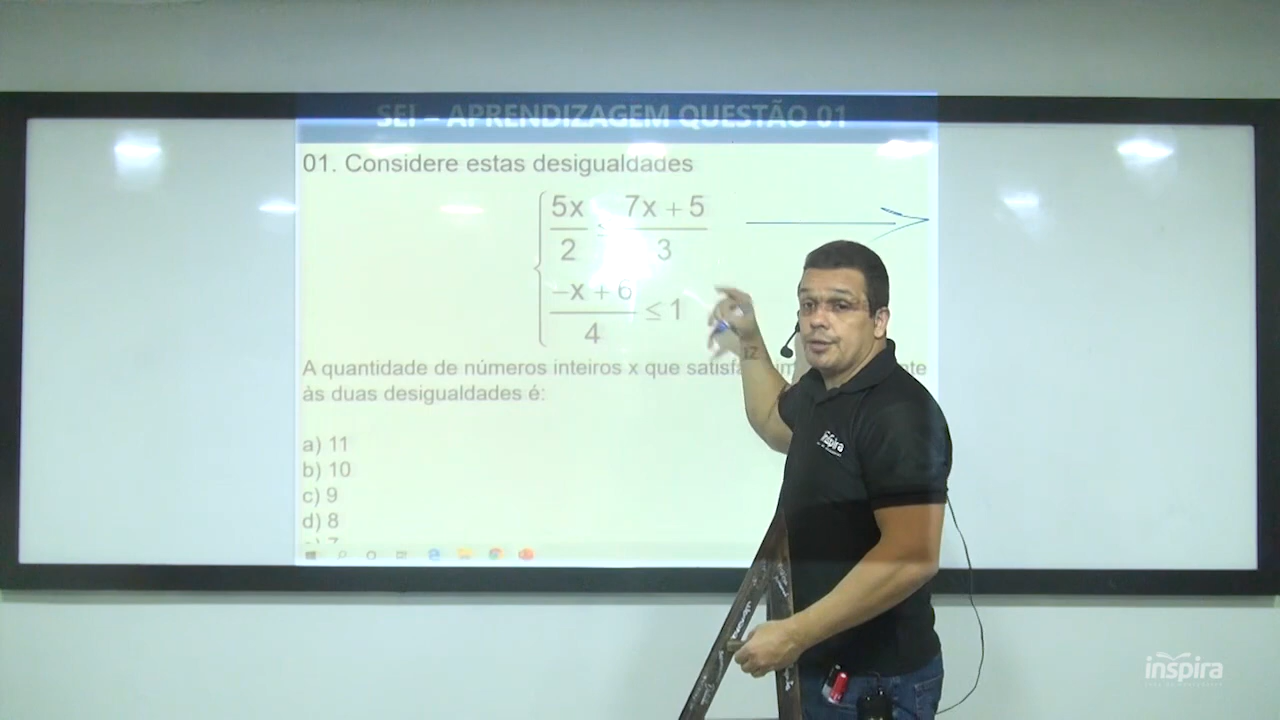 SEI – APRENDIZAGEM QUESTÃO 01
01. Considere estas desigualdades
5x/2 ≤ 7x + 5/3
–x + 6/4 ≤ 1
A quantidade de números inteiros x que
às duas desigualdades é:
a) 11
b) 10
c) 9
d) 8
inspira
inspira